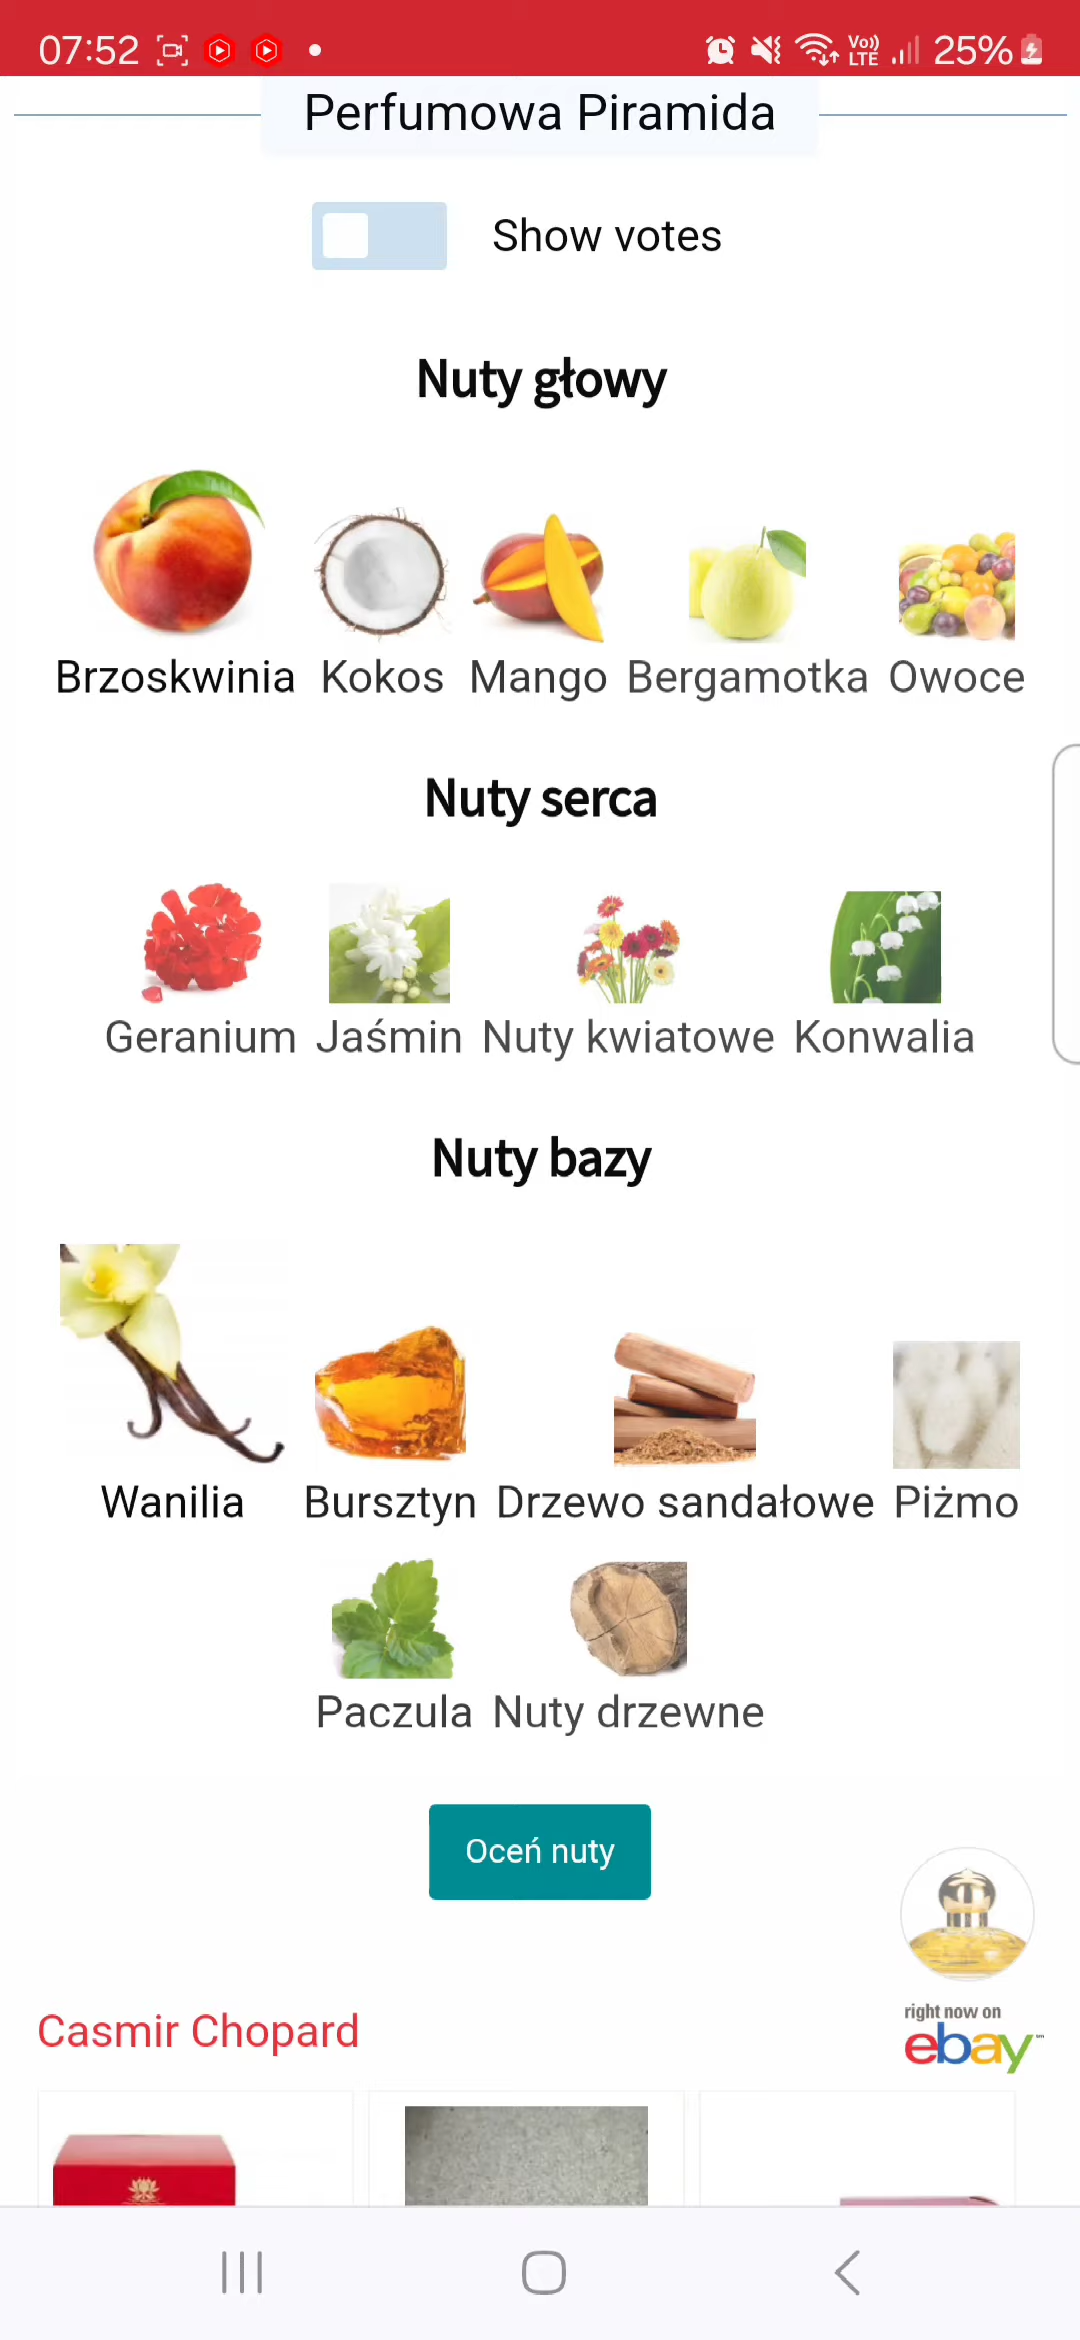 07:52 Vo)) LTE 25%
Perfumowa Piramida
Show votes
Nuty głowy
Brzoskwinia Kokos Mango Bergamotka Owoce
Nuty serca
Geranium Jaśmin Nuty kwiatowe Konwalia
Nuty bazy
Wanilia Bursztyn Drzewo sandałowe Piżmo
Paczula Nuty drzewne
Oceń nuty
Casmir Chopard
right now on
ebay